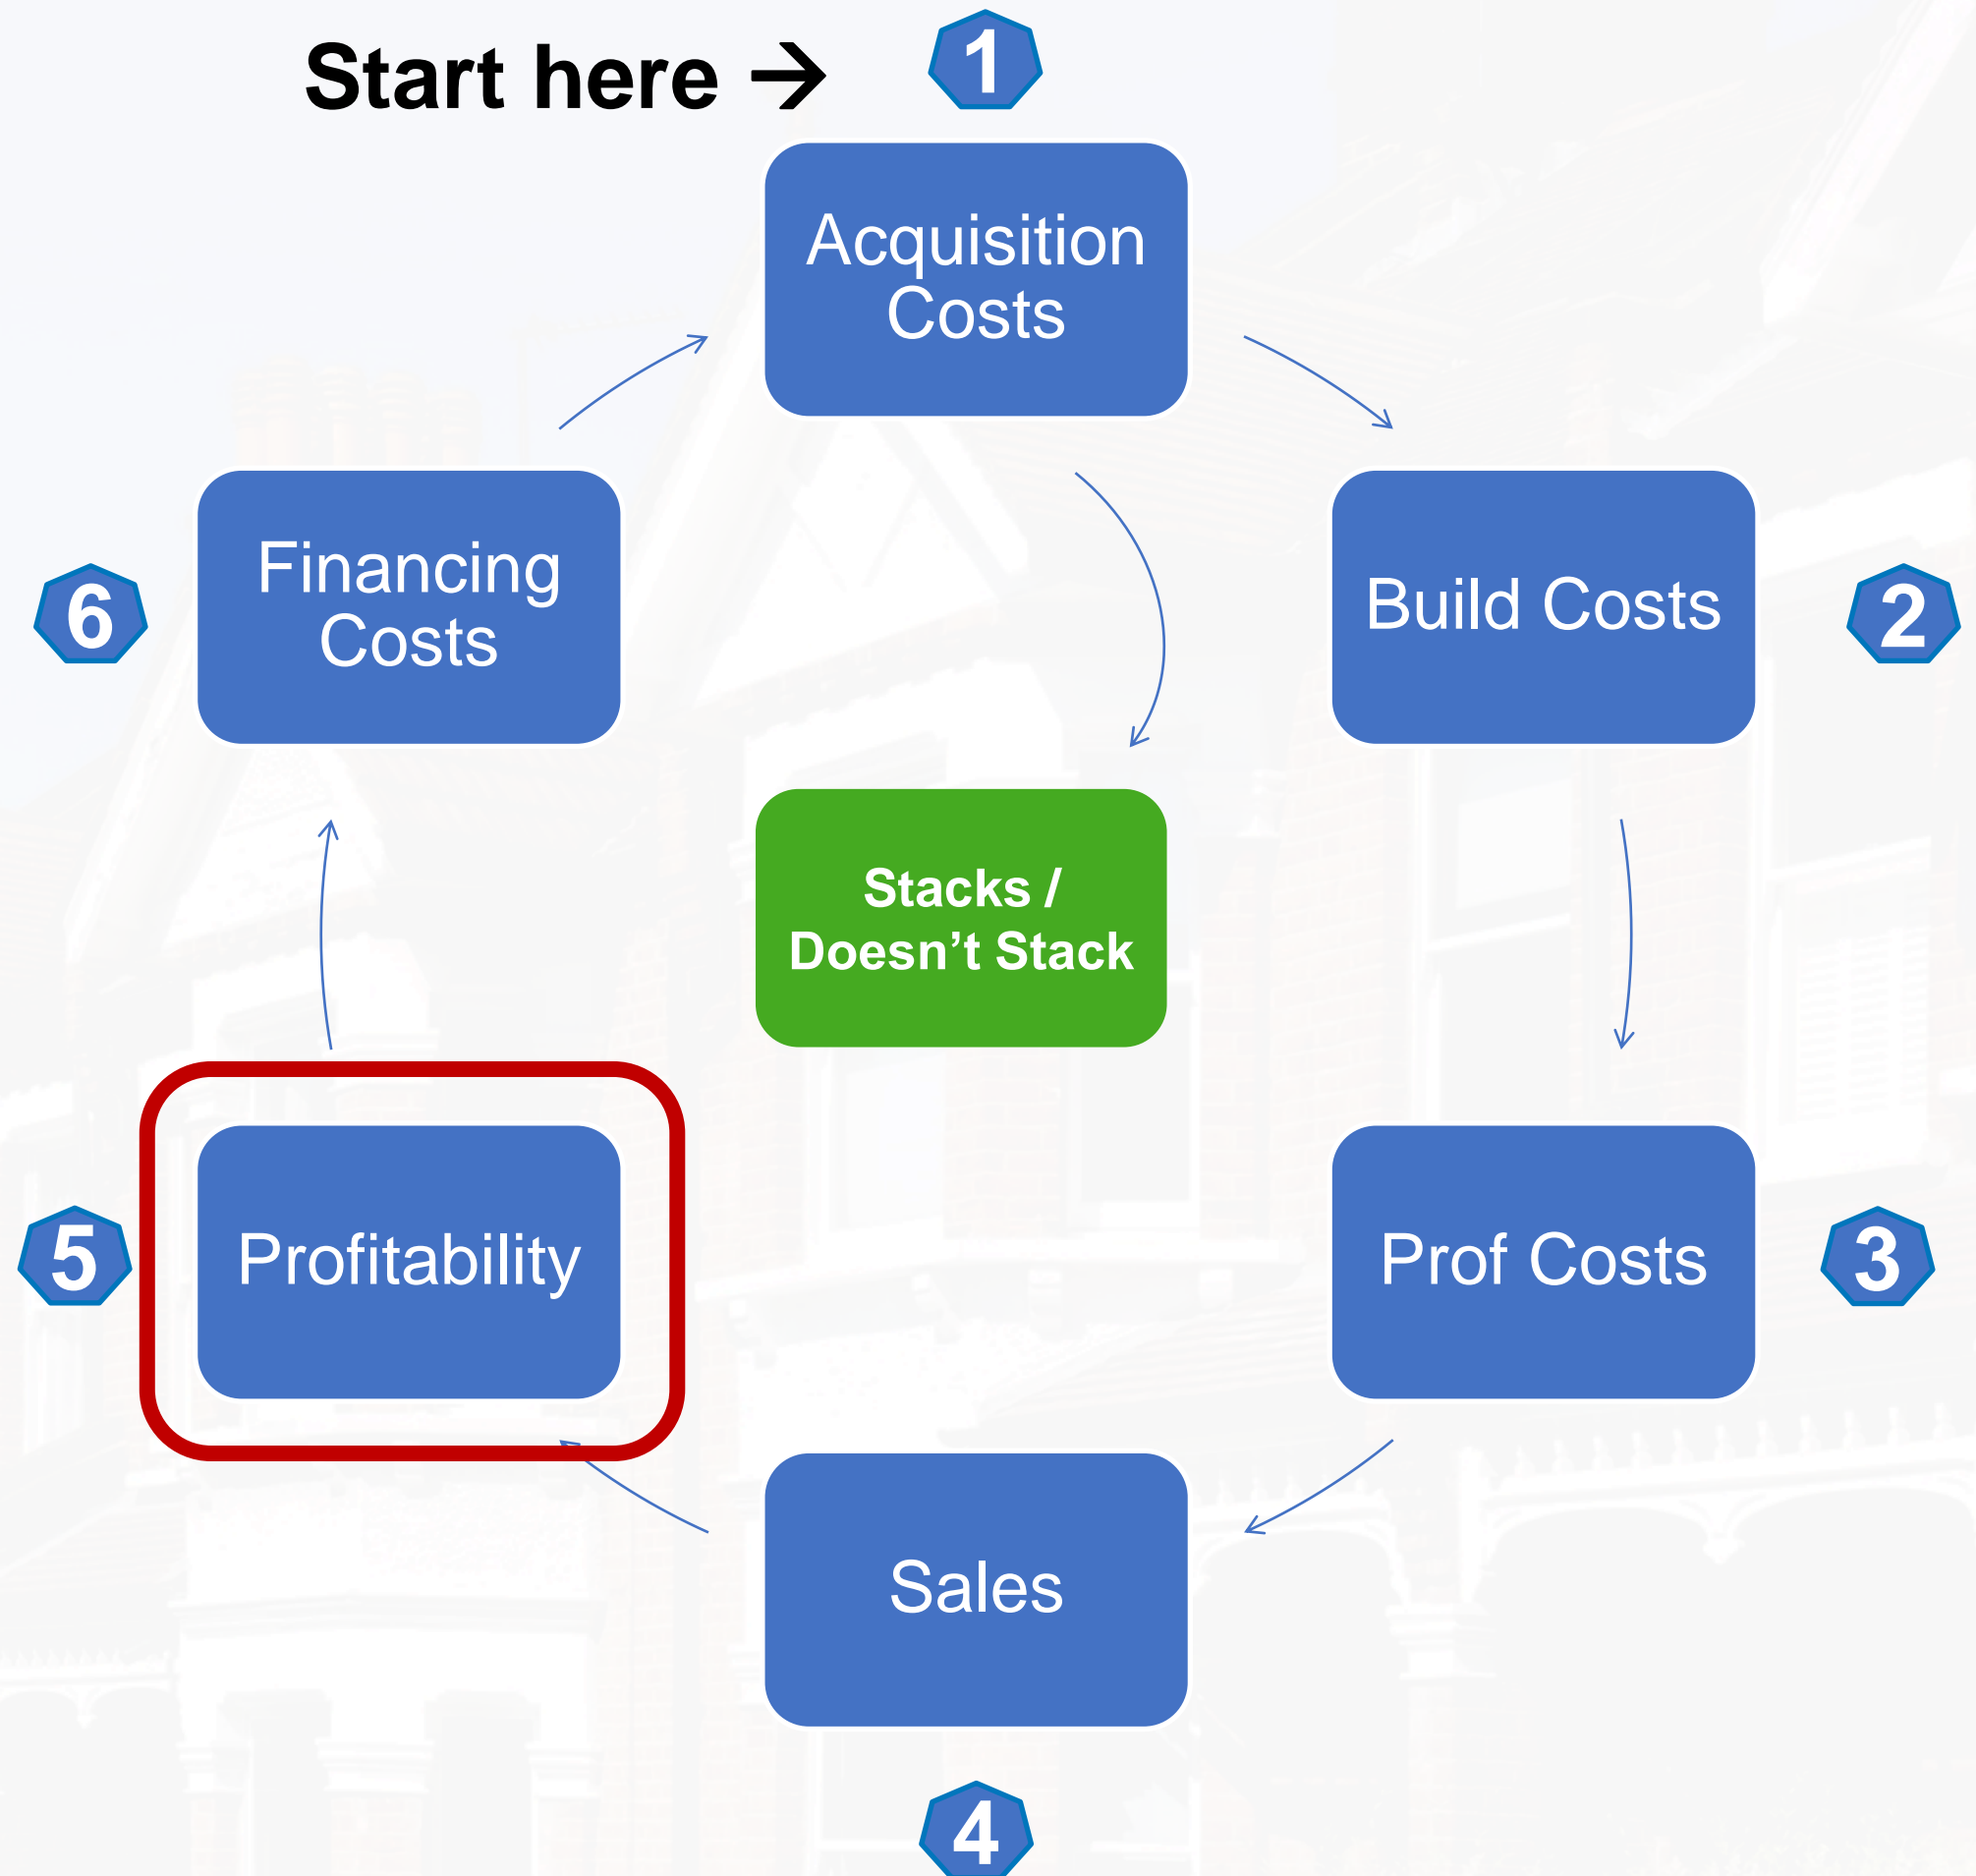 Start here →
1
Acquisition
Costs
Financing
Costs
6
Build Costs
2
Stacks /
Doesn’t Stack
5
Profitability
Prof Costs
3
Sales
4